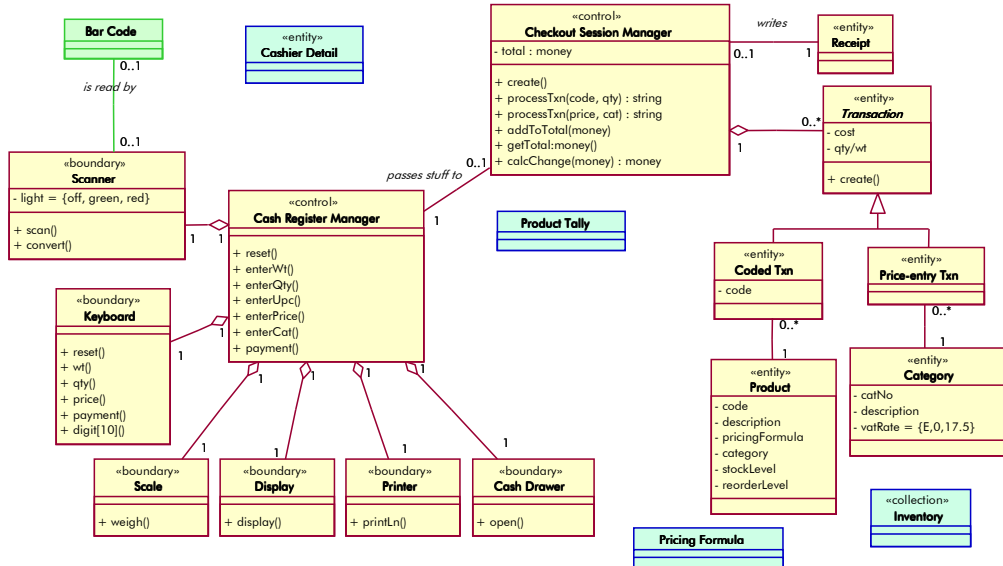 Bar Code
0..1
is read by
0..1
«entity»
Cashier Detail
«control»
Checkout Session Manager
- total : money
+ create()
+ processTxn(code, qty) : string
+ processTxn(price, cat) : string
+ addToTotal(money)
+ getTotal:money()
+ calcChange(money) : money
writes
0..1
1
«entity»
Receipt
«entity»
Transaction
- cost
- qty/wt
+ create()
0..*
1
«boundary»
Scanner
- light = {off, green, red}
+ scan()
+ convert()
1
1
passes stuff to
0..1
1
«control»
Cash Register Manager
+ reset()
+ enterWt()
+ enterQty()
+ enterUpc()
+ enterPrice()
+ enterCat()
+ payment()
Product Tally
«entity»
Coded Txn
- code
«entity»
Price-entry Txn
«boundary»
Keyboard
+ reset()
+ wt()
+ qty()
+ price()
+ payment()
+ digit[10]()
1
1
0..*
1
0..*
1
«entity»
Product
- code
- description
- pricingFormula
- category
- stockLevel
- reorderLevel
«entity»
Category
- catNo
- description
- vatRate = {E,0,17.5}
1
1
1
1
1
1
1
1
«boundary»
Scale
+ weigh()
«boundary»
Display
+ display()
«boundary»
Printer
+ printLn()
«boundary»
Cash Drawer
+ open()
«collection»
Inventory
Pricing Formula